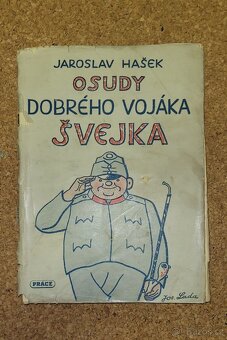 JAROSLAV HAŠEK
OSUDY
DOBRÉHO VOJÁKA
ŠVEJKA
PRÁCE
Jos. Lada